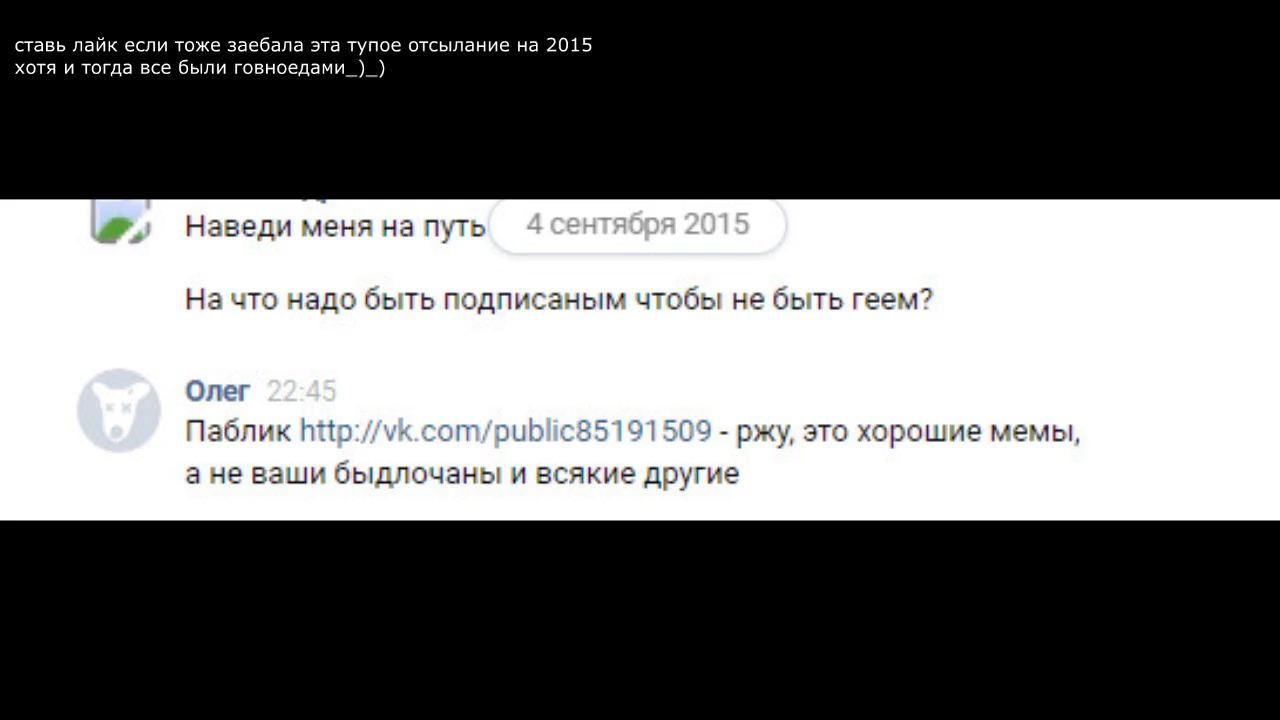 ставь лайк если тоже заебала эта тупое отсылание на 2015
хотя и тогда все были говноедами_)_)
Наведи меня на путь
4 сентября 2015
На что надо быть подписаным чтобы не быть геем?
Олег 22:45
Паблик http://vk.com/public85191509 - ржу, это хорошие мемы,
а не ваши быдлочаны и всякие другие